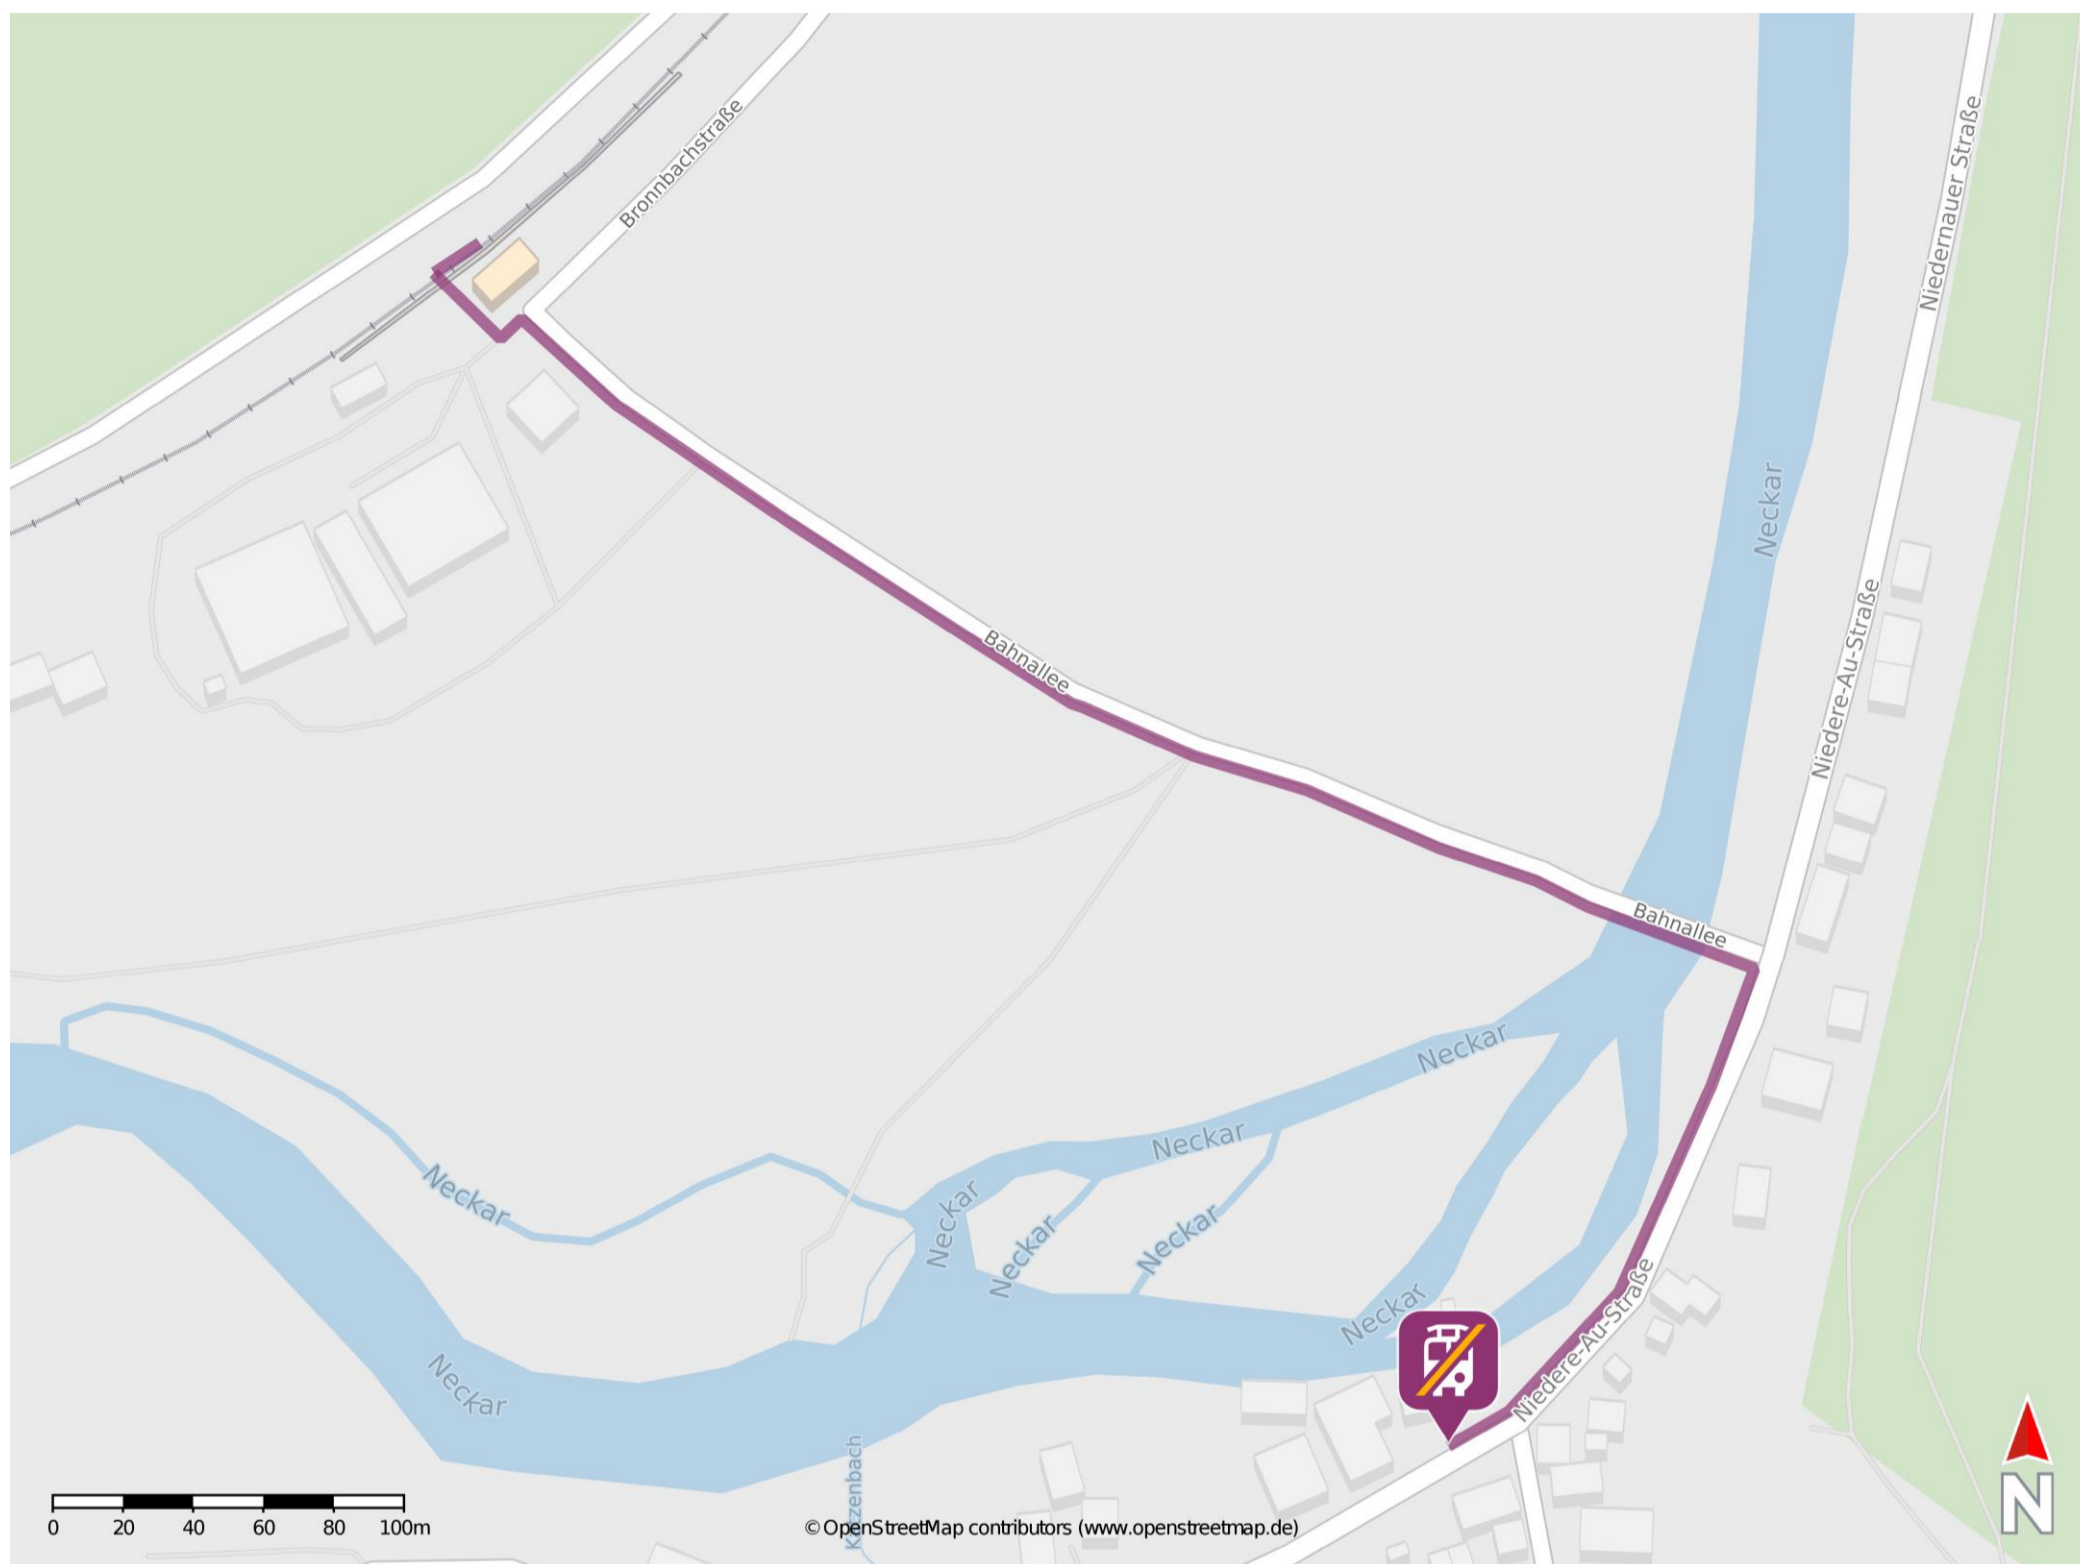 Bronnbachstraße
Niedernauer Straße
Neckar
Niedere-Au-Straße
Bahnallee
Bahnallee
Neckar
Neckar
Neckar
Neckar
Neckar
Neckar
Neckar
Neckar
Niedere-Au-Straße
Katzenbach
0 20 40 60 80 100m
© OpenStreetMap contributors (www.openstreetmap.de)
N